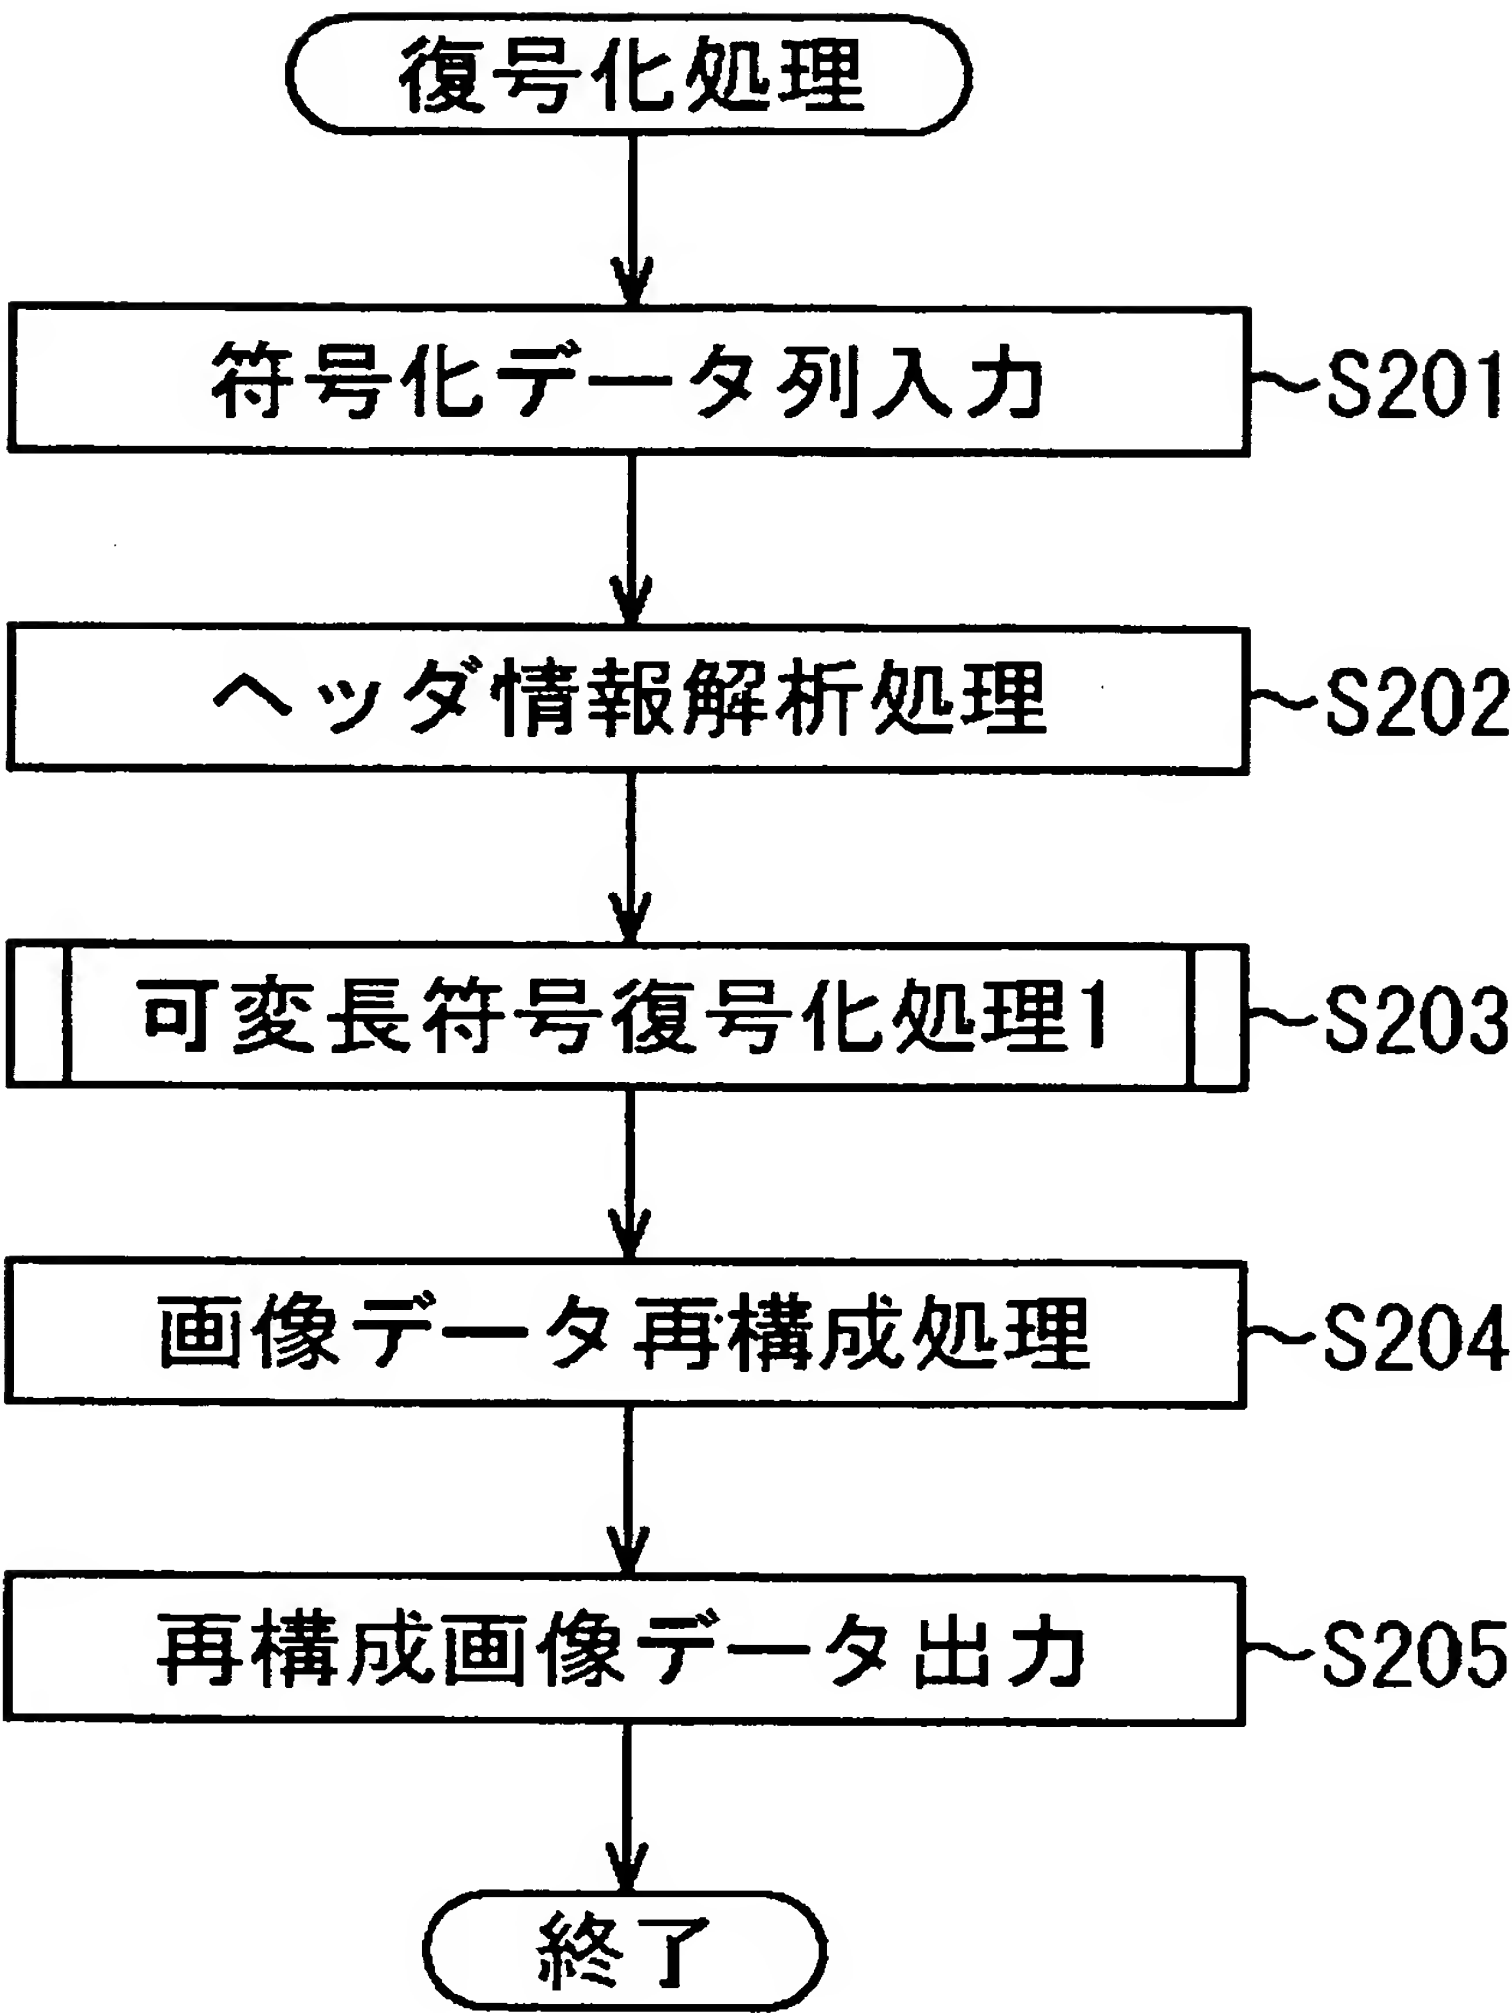 復号化処理
符号化データ列入力 S201
ヘッダ情報解析処理 S202
可変長符号復号化処理1 S203
画像データ再構成処理 S204
再構成画像データ出力 S205
終了